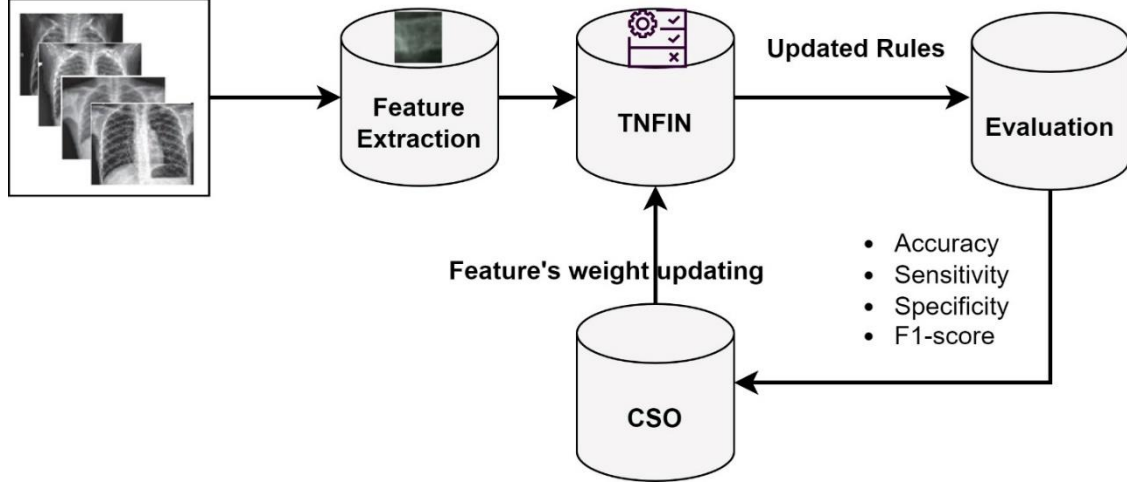 Feature
Extraction
TNFIN
Updated Rules
Evaluation
Feature's weight updating
• Accuracy
• Sensitivity
• Specificity
• F1-score
CSO